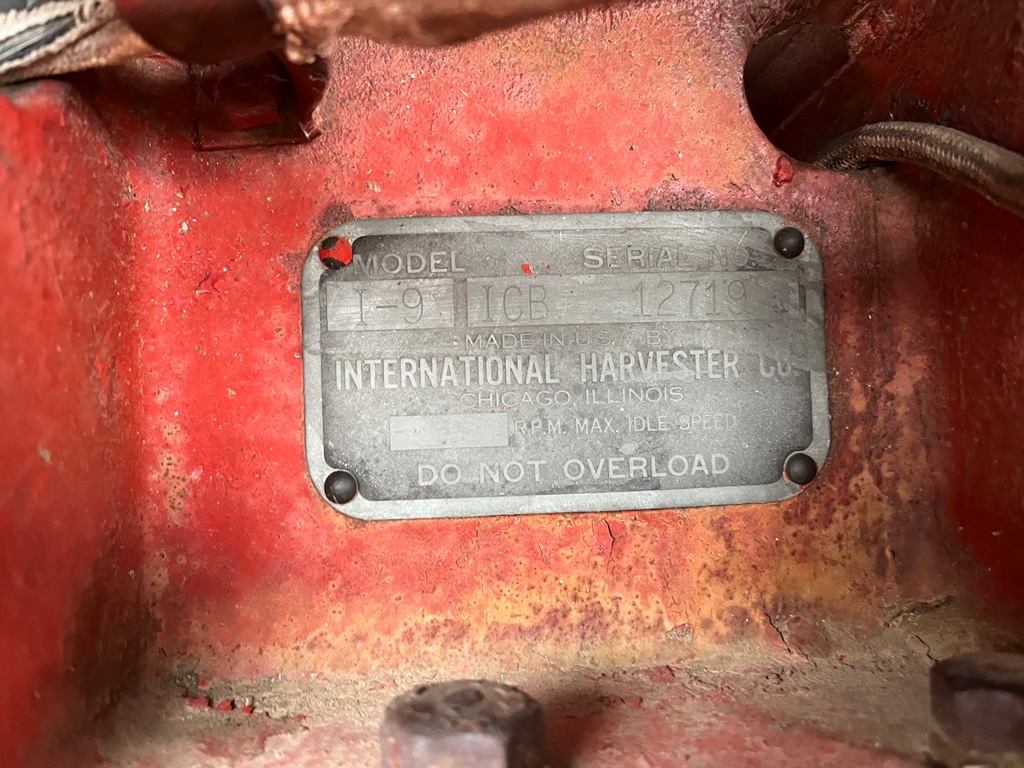 MODEL SERIAL NO.
I-9 ICB 12719
MADE IN U.S.A. BY
INTERNATIONAL HARVESTER CO.
CHICAGO, ILLINOIS
R.P.M. MAX. IDLE SPEED
DO NOT OVERLOAD